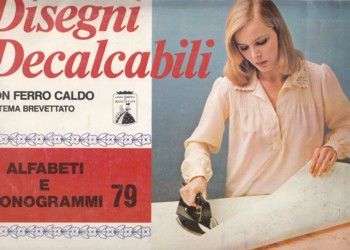 Disegni
Decalcabili
ON FERRO CALDO
TEMA BREVETTATO
ALFABETI
E
ONOGRAMMI 79